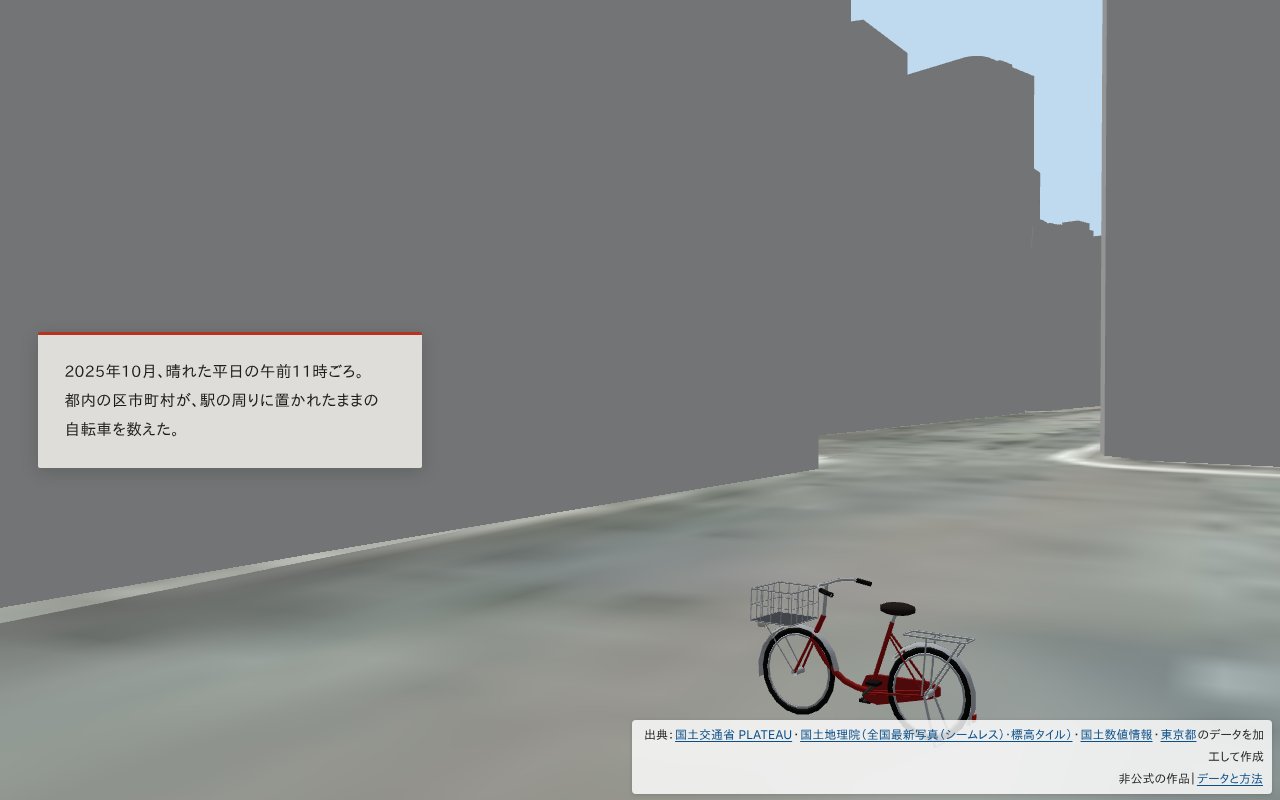 2025年10月、晴れた平日の午前11時ごろ。
都内の区市町村が、駅の周りに置かれたままの
自転車を数えた。
出典：国土交通省 PLATEAU・国土地理院（全国最新写真（シームレス）・標高タイル）・国土数値情報・東京都のデータを加
工して作成
非公式の作品|データと方法